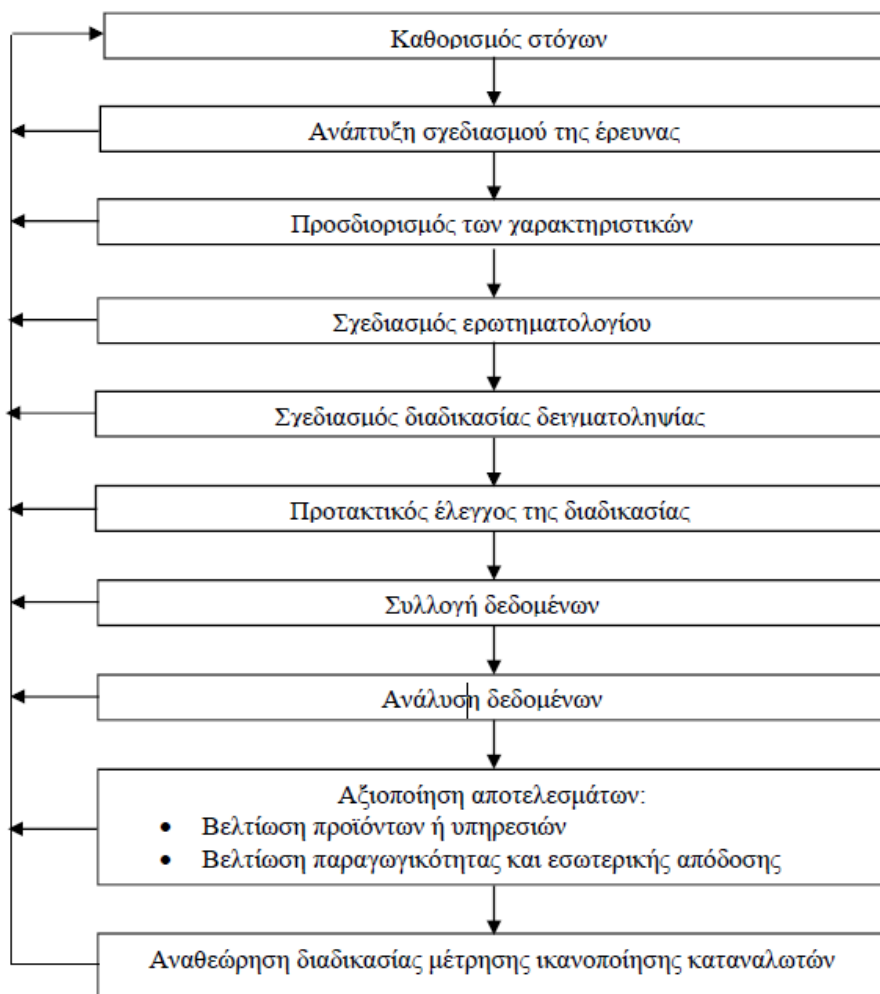 Καθορισμός στόχων
Ανάπτυξη σχεδιασμού της έρευνας
Προσδιορισμός των χαρακτηριστικών
Σχεδιασμός ερωτηματολογίου
Σχεδιασμός διαδικασίας δειγματοληψίας
Προτακτικός έλεγχος της διαδικασίας
Συλλογή δεδομένων
Ανάλυση δεδομένων
Αξιοποίηση αποτελεσμάτων:
• Βελτίωση προϊόντων ή υπηρεσιών
• Βελτίωση παραγωγικότητας και εσωτερικής απόδοσης
Αναθεώρηση διαδικασίας μέτρησης ικανοποίησης καταναλωτών